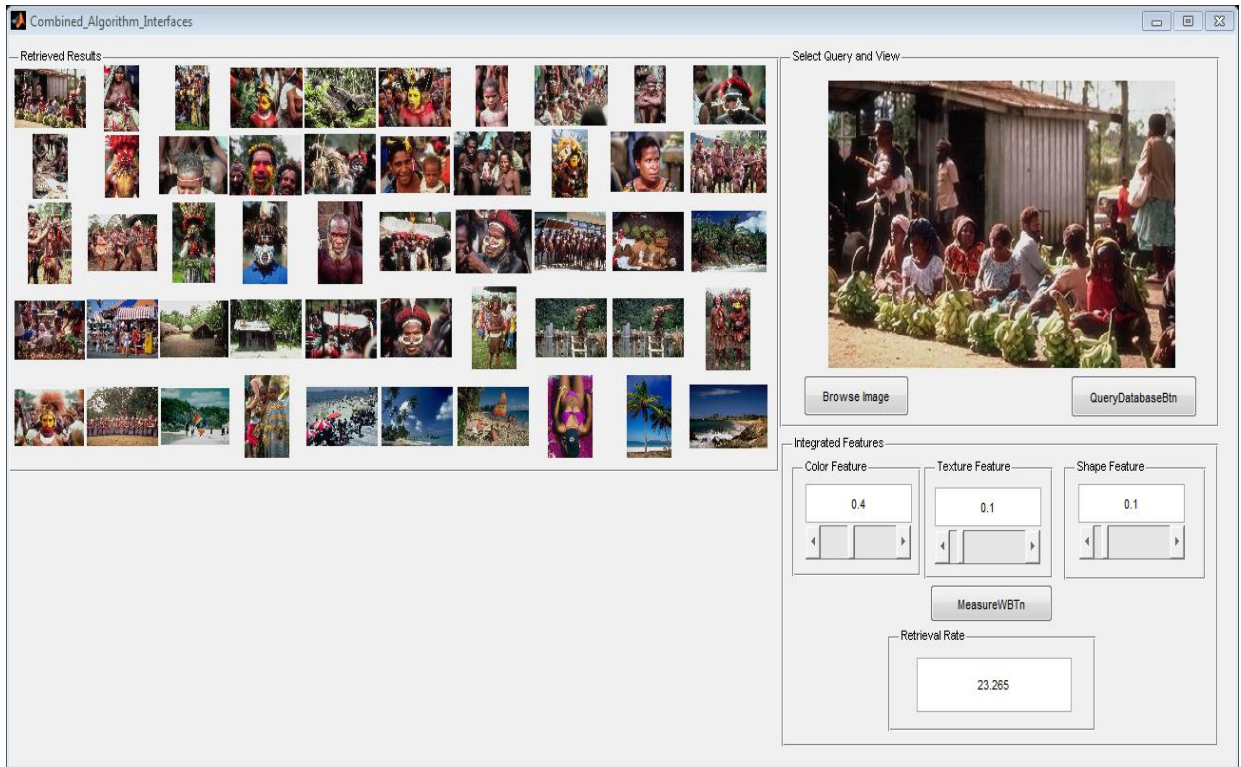 Combined_Algorithm_Interfaces
Retrieved Results
Select Query and View
Browse Image
QueryDatabaseBtn
Integrated Features
Color Feature
Texture Feature
Shape Feature
0.4
0.1
0.1
MeasureWBTn
Retrieval Rate
23.265